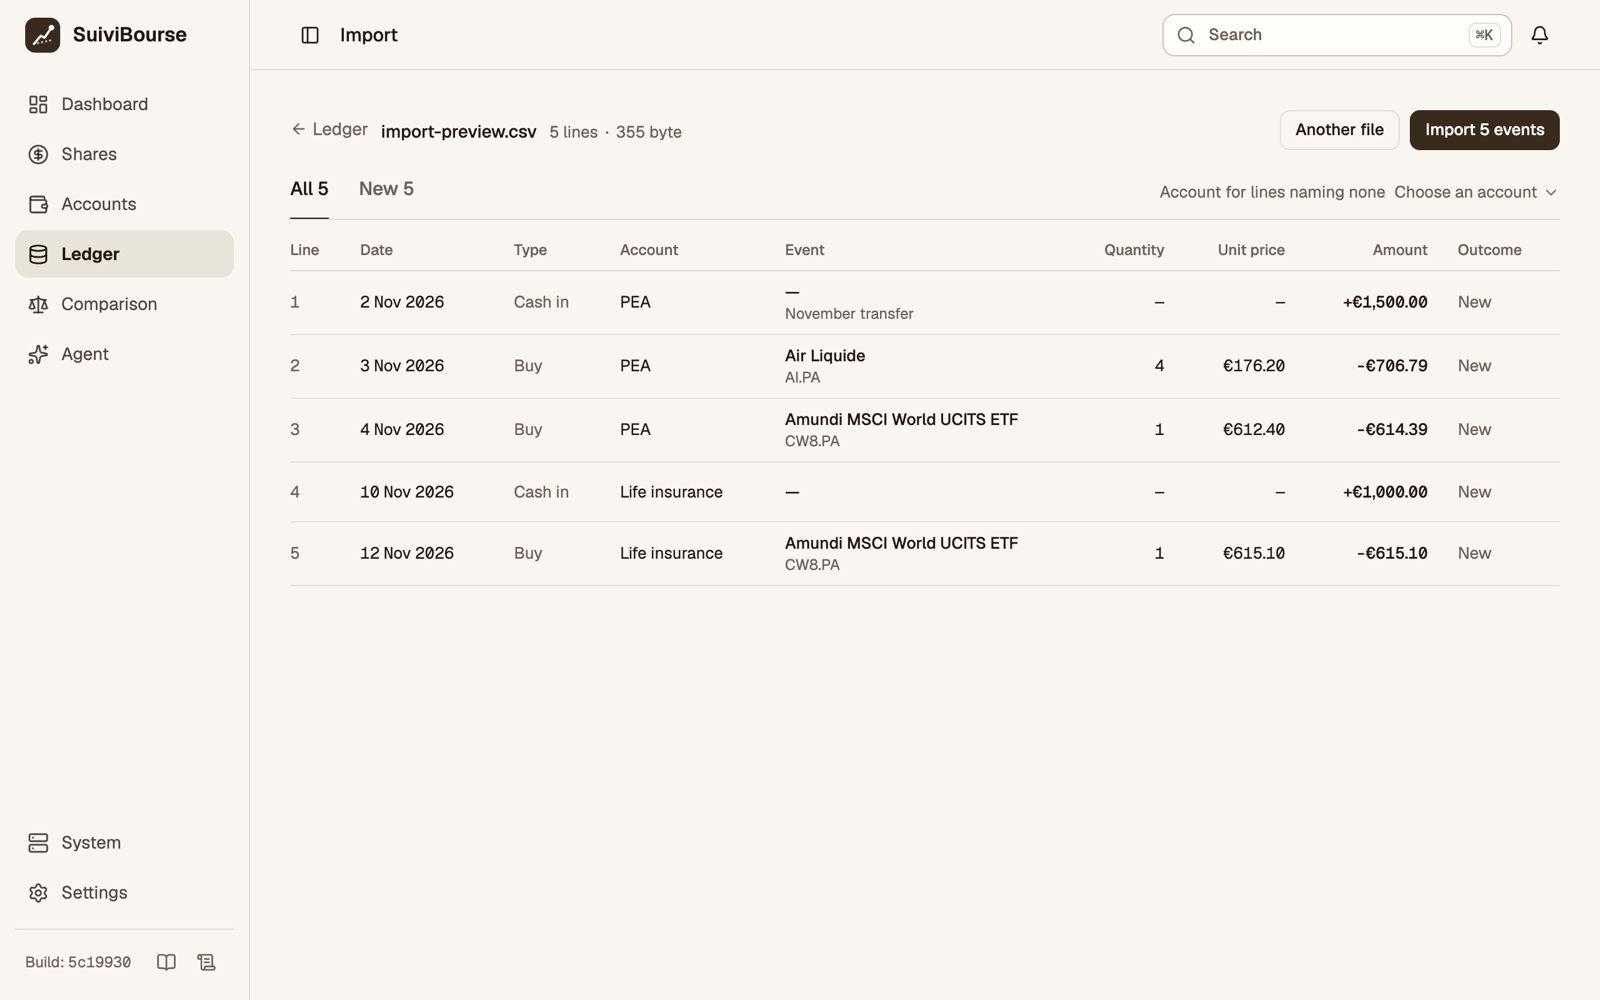 SuiviBourse
Import
Search
⌘K
Dashboard
Shares
Accounts
Ledger
Comparison
Agent
System
Settings
Build: 5c19930
← Ledger import-preview.csv 5 lines · 355 byte
Another file
Import 5 events
All 5 New 5
Account for lines naming none Choose an account
Line Date Type Account Event Quantity Unit price Amount Outcome
1 2 Nov 2026 Cash in PEA — – – +€1,500.00 New
November transfer
2 3 Nov 2026 Buy PEA Air Liquide 4 €176.20 -€706.79 New
AI.PA
3 4 Nov 2026 Buy PEA Amundi MSCI World UCITS ETF 1 €612.40 -€614.39 New
CW8.PA
4 10 Nov 2026 Cash in Life insurance — – – +€1,000.00 New
5 12 Nov 2026 Buy Life insurance Amundi MSCI World UCITS ETF 1 €615.10 -€615.10 New
CW8.PA